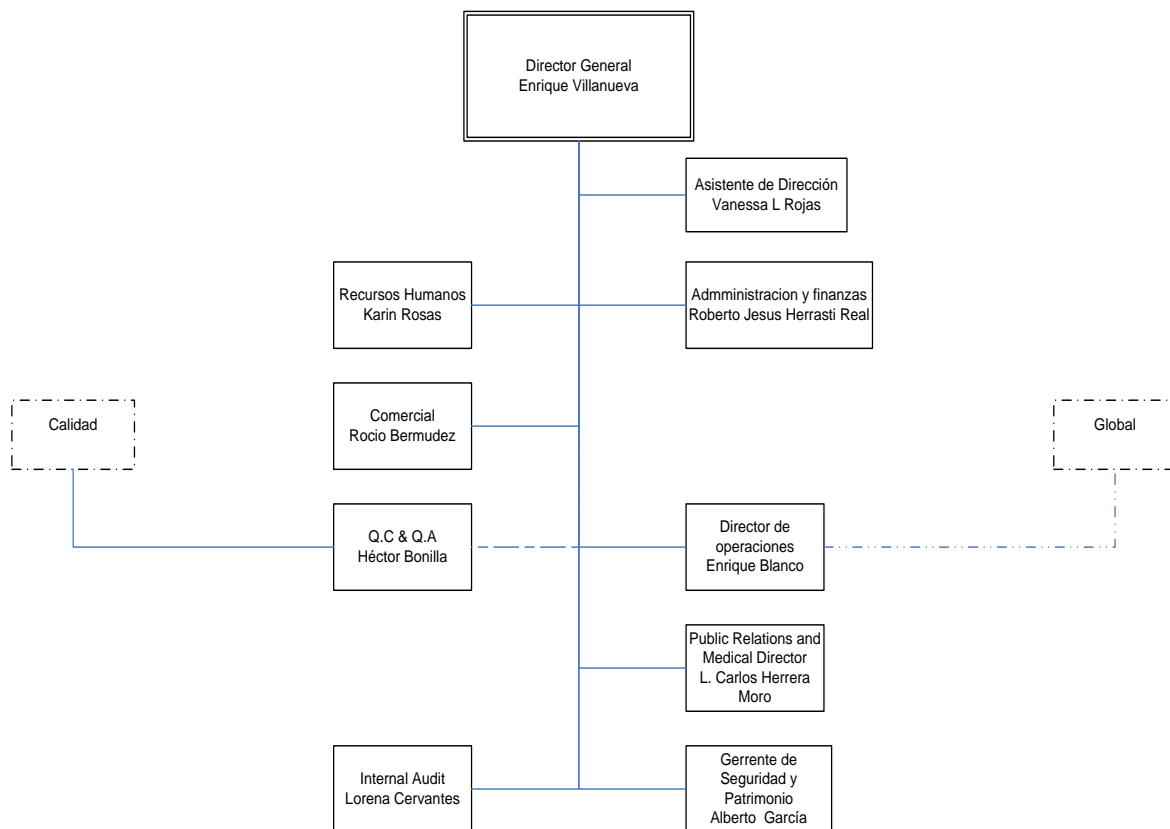 Director General
Enrique Villanueva
Asistente de Dirección
Vanessa L Rojas
Recursos Humanos
Karin Rosas
Admministracion y finanzas
Roberto Jesus Herrasti Real
Calidad
Comercial
Rocio Bermudez
Global
Q.C & Q.A
Héctor Bonilla
Director de
operaciones
Enrique Blanco
Public Relations and
Medical Director
L. Carlos Herrera
Moro
Internal Audit
Lorena Cervantes
Gerrente de
Seguridad y
Patrimonio
Alberto  García